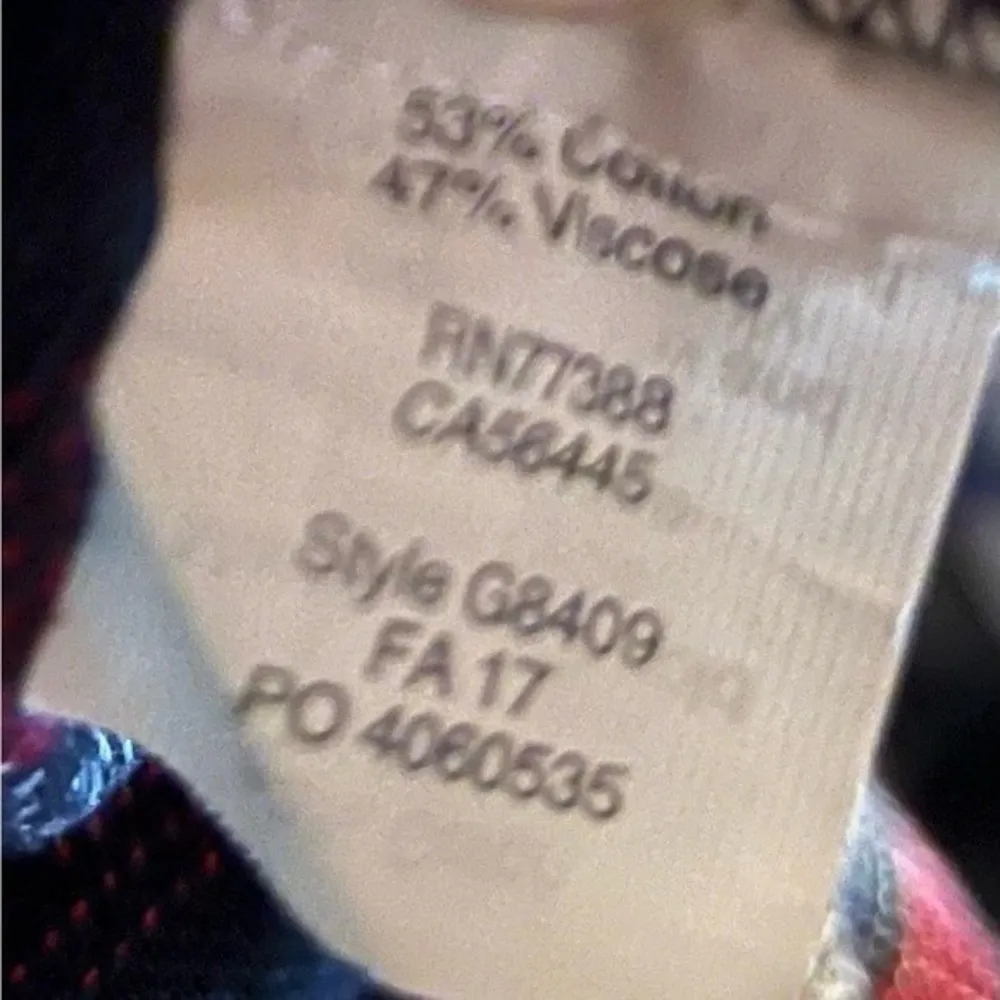 53% Cotton
47% Viscose
RN77388
CA56445
Style G8409
FA 17
PO 4060535